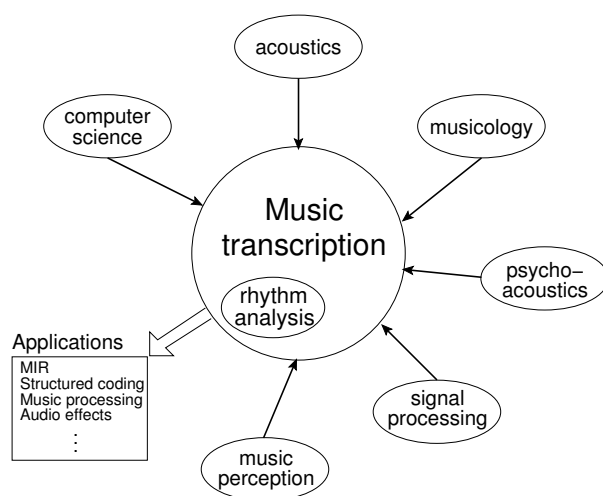 acoustics
computer
science
musicology
Music
transcription
psycho−
acoustics
rhythm
analysis
Applications
MIR
Structured coding
Music processing
Audio effects
⋮
signal
processing
music
perception